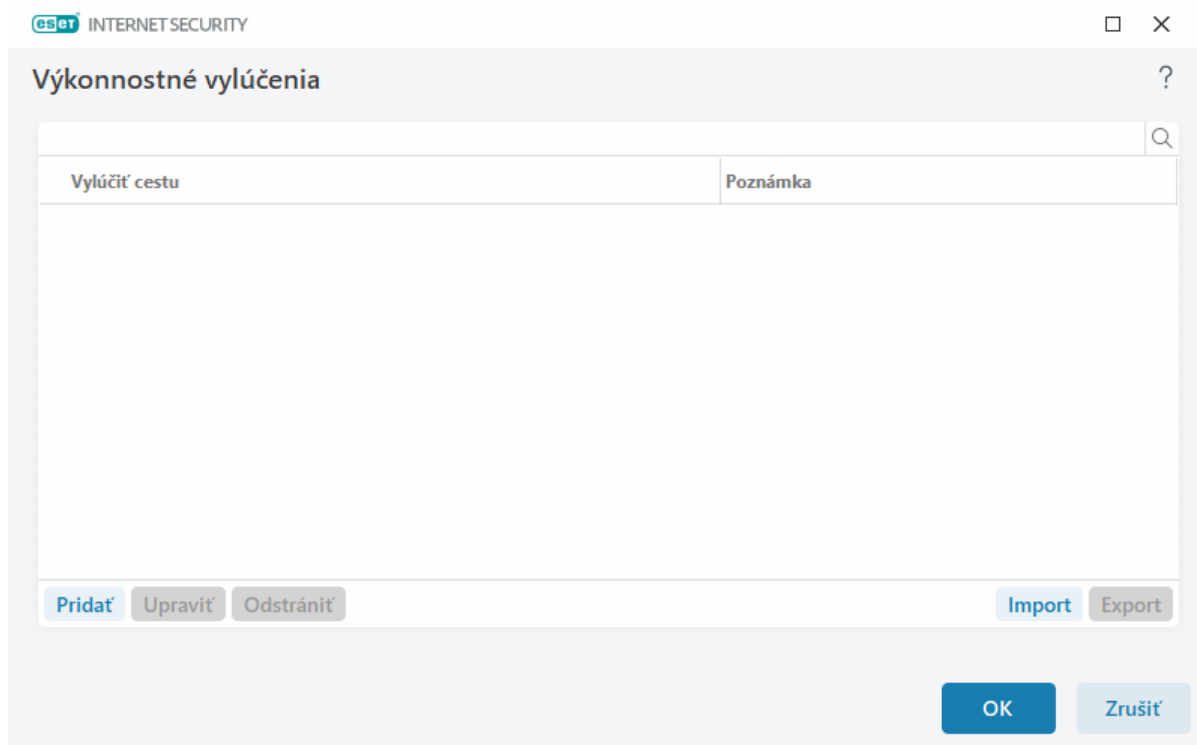 eset INTERNET SECURITY
Výkonnostné vylúčenia
?
Vylúčiť cestu Poznámka
Pridať Upraviť Odstrániť Import Export
OK Zrušiť